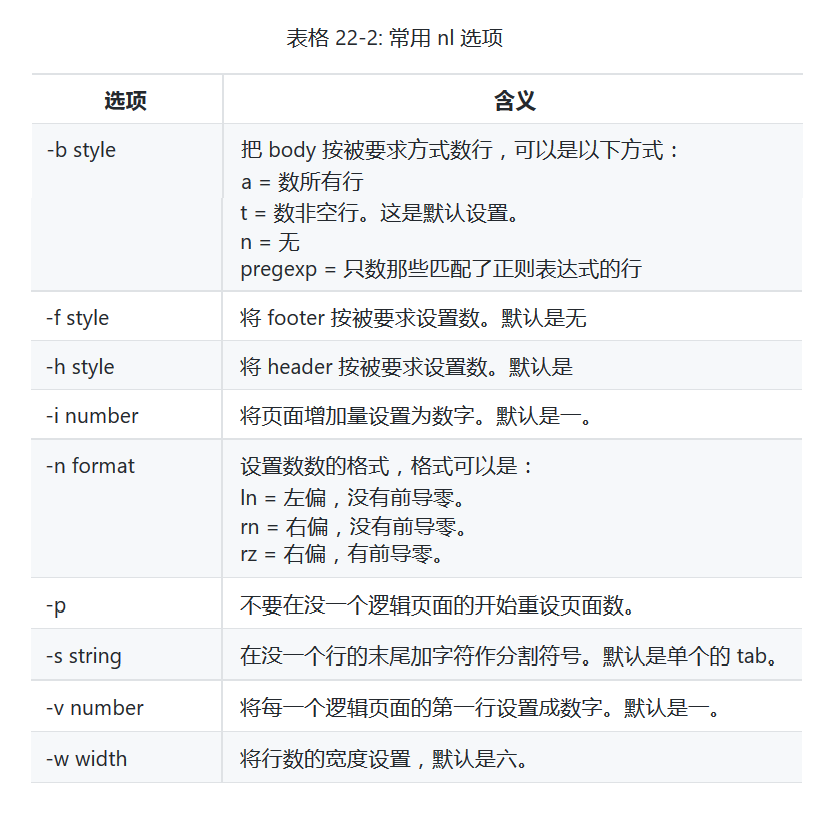 表格 22-2: 常用 nl 选项
选项 含义
-b style 把 body 按被要求方式数行，可以是以下方式：
a = 数所有行
t = 数非空行。这是默认设置。
n = 无
pregexp = 只数那些匹配了正则表达式的行
-f style 将 footer 按被要求设置数。默认是无
-h style 将 header 按被要求设置数。默认是
-i number 将页面增加量设置为数字。默认是一。
-n format 设置数数的格式，格式可以是：
ln = 左偏，没有前导零。
rn = 右偏，没有前导零。
rz = 右偏，有前导零。
-p 不要在没一个逻辑页面的开始重设页面数。
-s string 在没一个行的末尾加字符作分割符号。默认是单个的 tab。
-v number 将每一个逻辑页面的第一行设置成数字。默认是一。
-w width 将行数的宽度设置，默认是六。